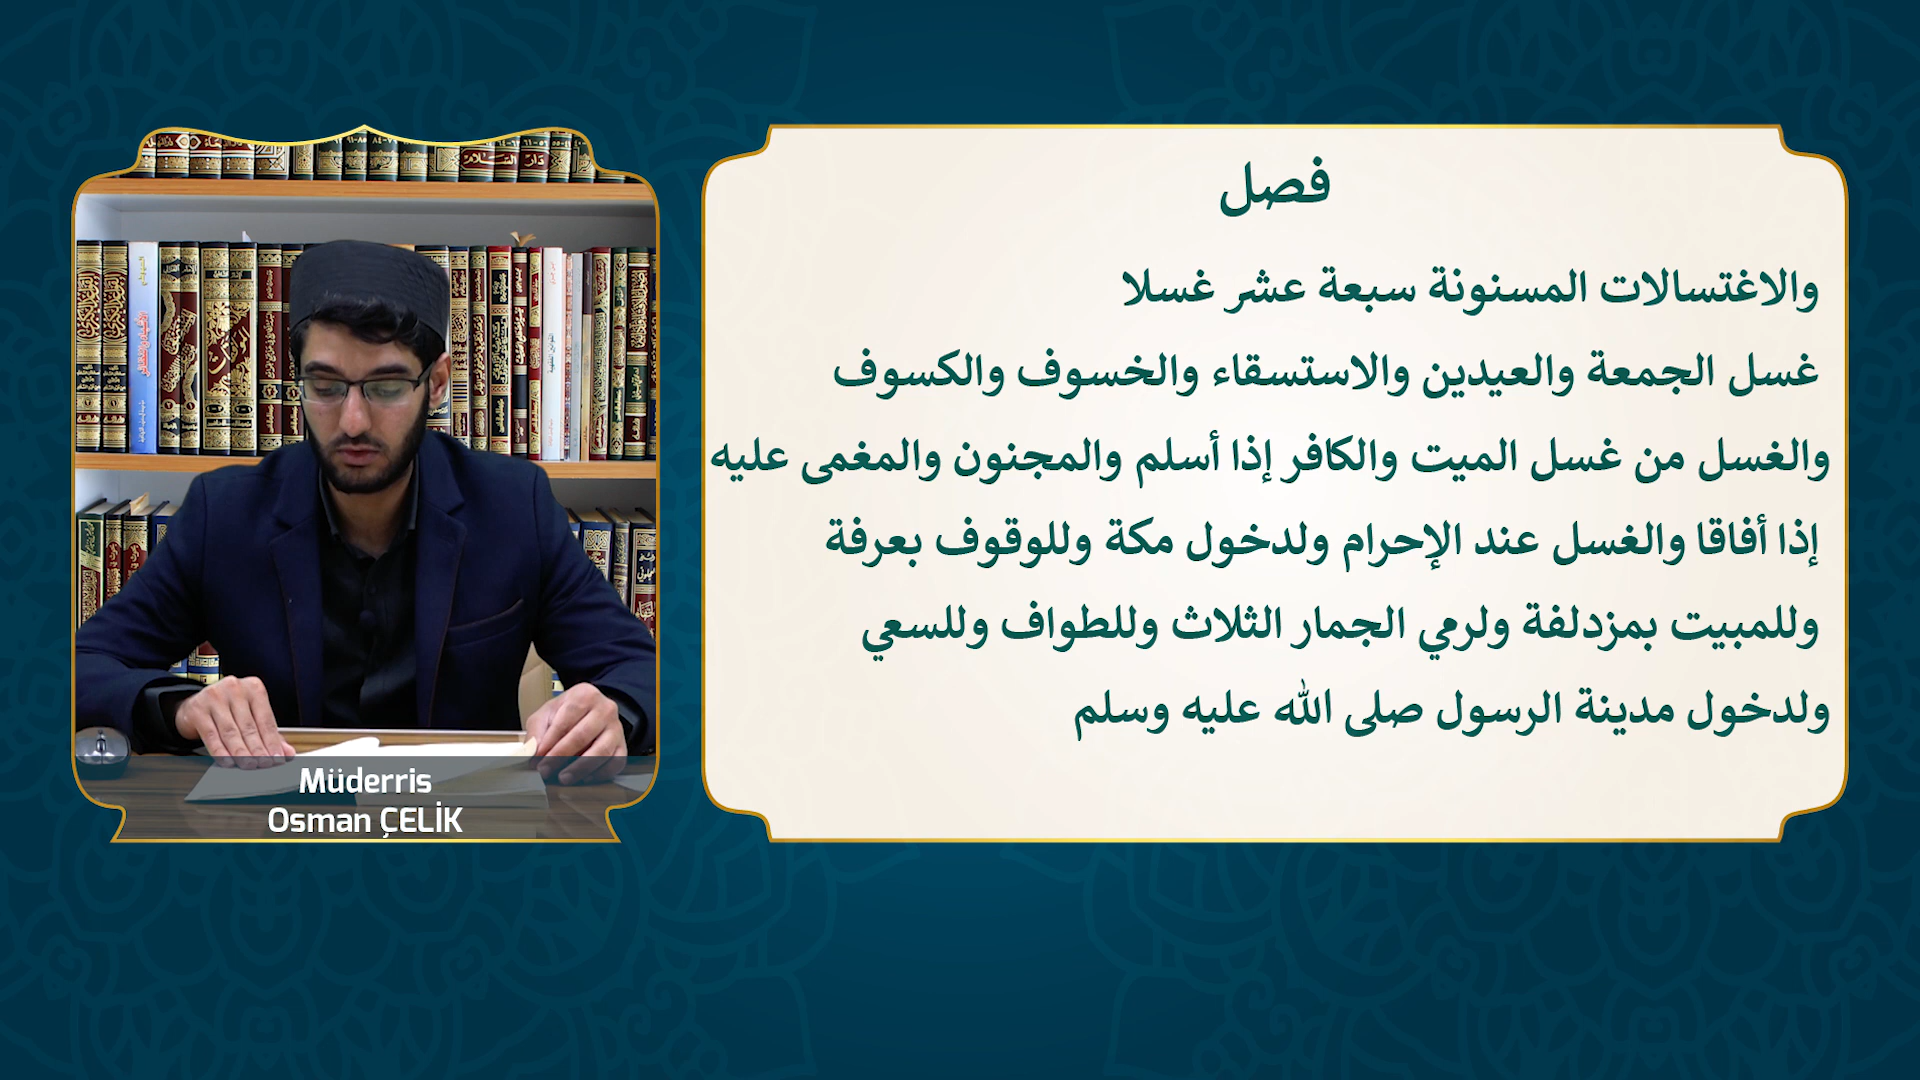 فصل
والاغتسالات المسنونة سبعة عشر غسلا
غسل الجمعة والعيدين والاستسقاء والخسوف والكسوف
والغسل من غسل الميت والكافر إذا أسلم والمجنون والمغمى عليه
إذا أفاقا والغسل عند الإحرام ولدخول مكة وللوقوف بعرفة
وللمبيت بمزدلفة ولرمي الجمار الثلاث وللطواف وللسعي
ولدخول مدينة الرسول صلى الله عليه وسلم
Müderris
Osman ÇELİK